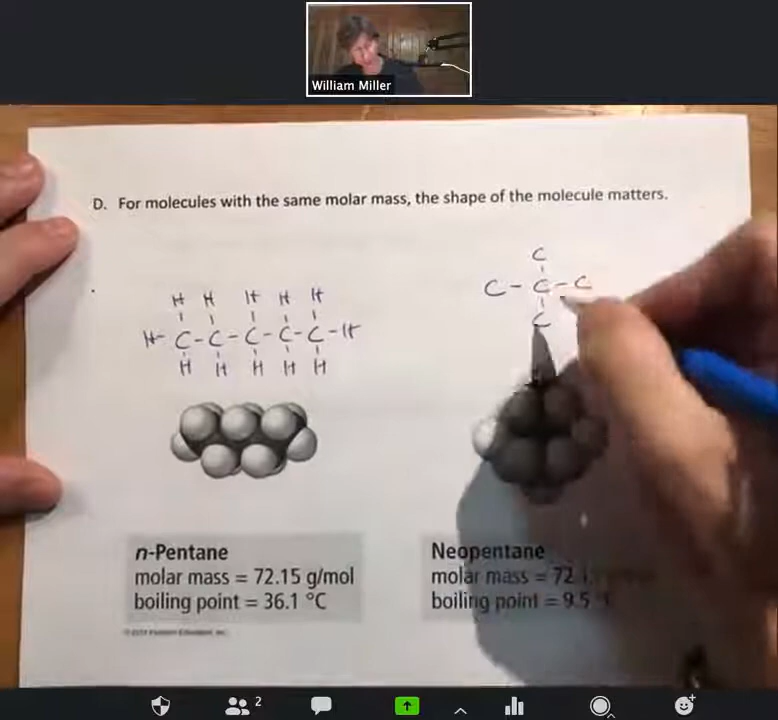 William Miller
D. For molecules with the same molar mass, the shape of the molecule matters.
H H H H H
H-C-C-C-C-C-H
H H H H H
C
C-C-C
C
n-Pentane
molar mass = 72.15 g/mol
boiling point = 36.1 °C
Neopentane
molar mass = 72.1
boiling point = 9.5
2